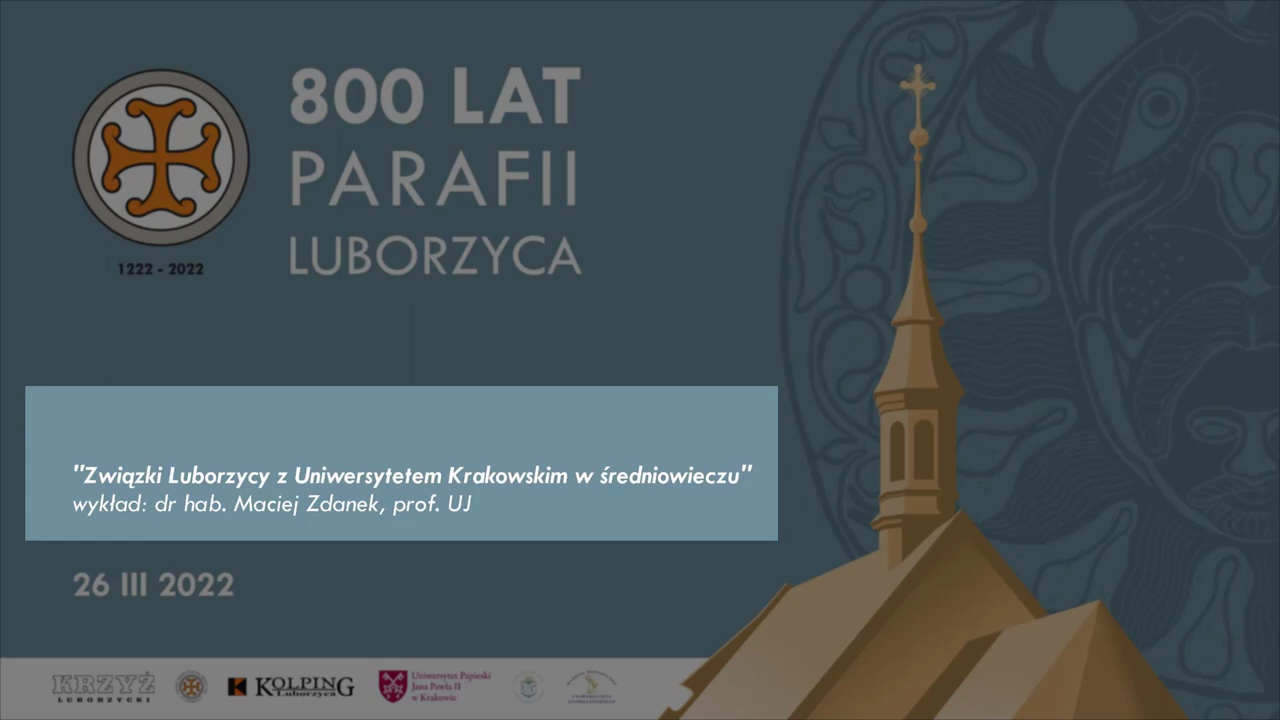 800 LAT
PARAFII
LUBORZYCA
1222 - 2022
"Związki Luborzycy z Uniwersytetem Krakowskim w średniowieczu"
wykład: dr hab. Maciej Zdanek, prof. UJ
26 III 2022
KRZYŻ
LUBORZYCKI
KOLPING
Luborzyca
Uniwersytet Papieski
Jana Pawła II
w Krakowie